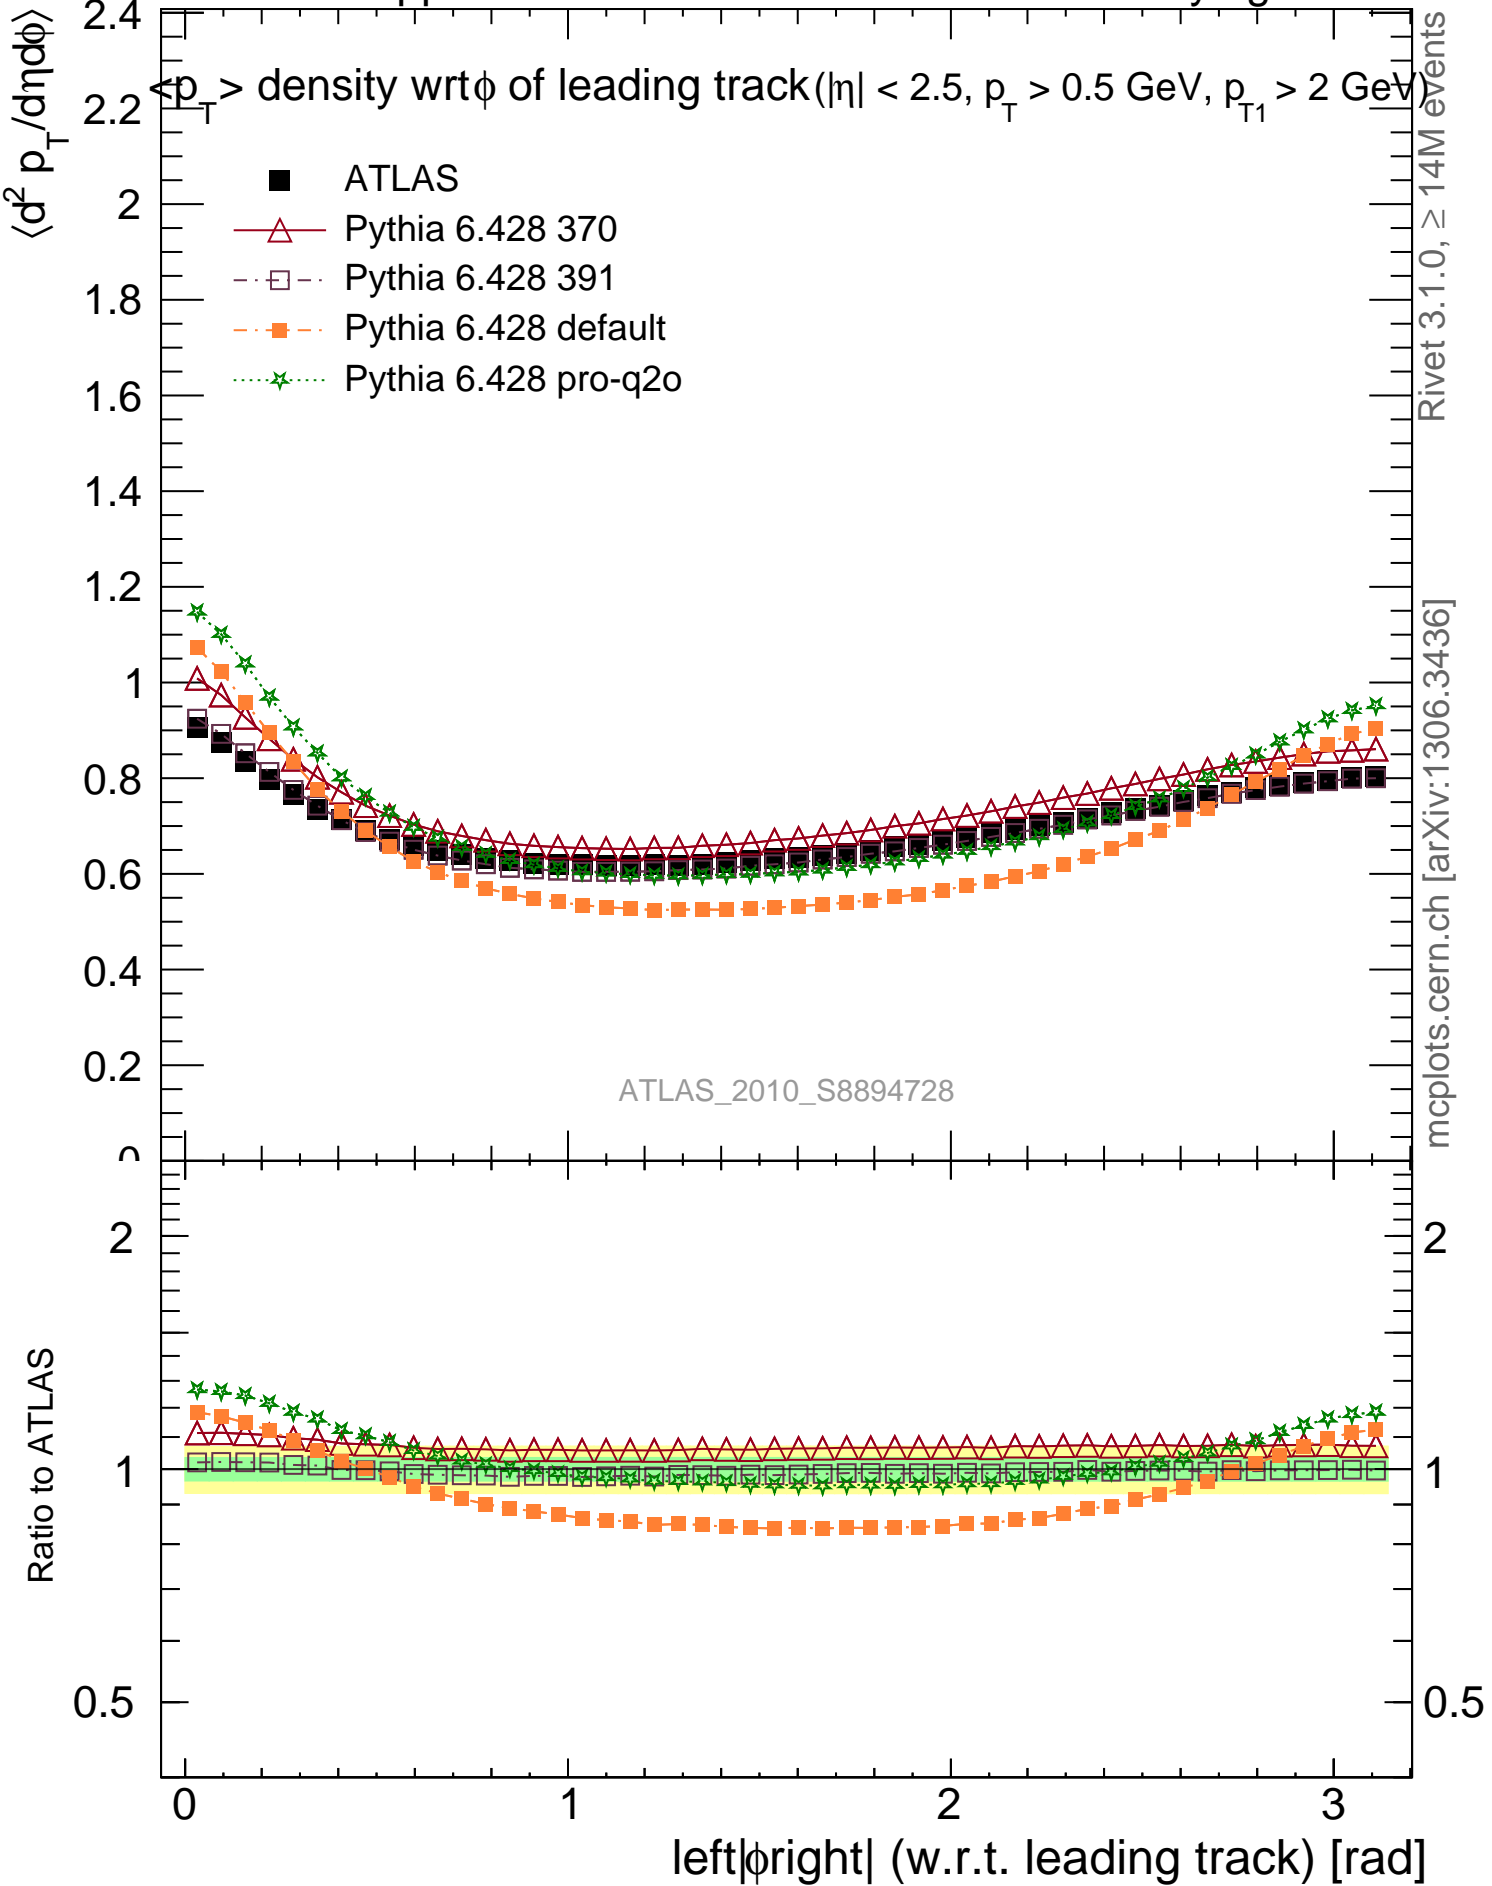 <p_T> density wrt ϕ of leading track (|η| < 2.5, p_T > 0.5 GeV, p_T1 > 2 GeV)
⟨d² p_T/dηdϕ⟩
ATLAS
Pythia 6.428 370
Pythia 6.428 391
Pythia 6.428 default
Pythia 6.428 pro-q2o
2.4
2.2
2
1.8
1.6
1.4
1.2
1
0.8
0.6
0.4
0.2
0
ATLAS_2010_S8894728
Rivet 3.1.0, ≥ 14M events
mcplots.cern.ch [arXiv:1306.3436]
Ratio to ATLAS
2
1
0.5
2
1
0.5
0 1 2 3
left|ϕright| (w.r.t. leading track) [rad]